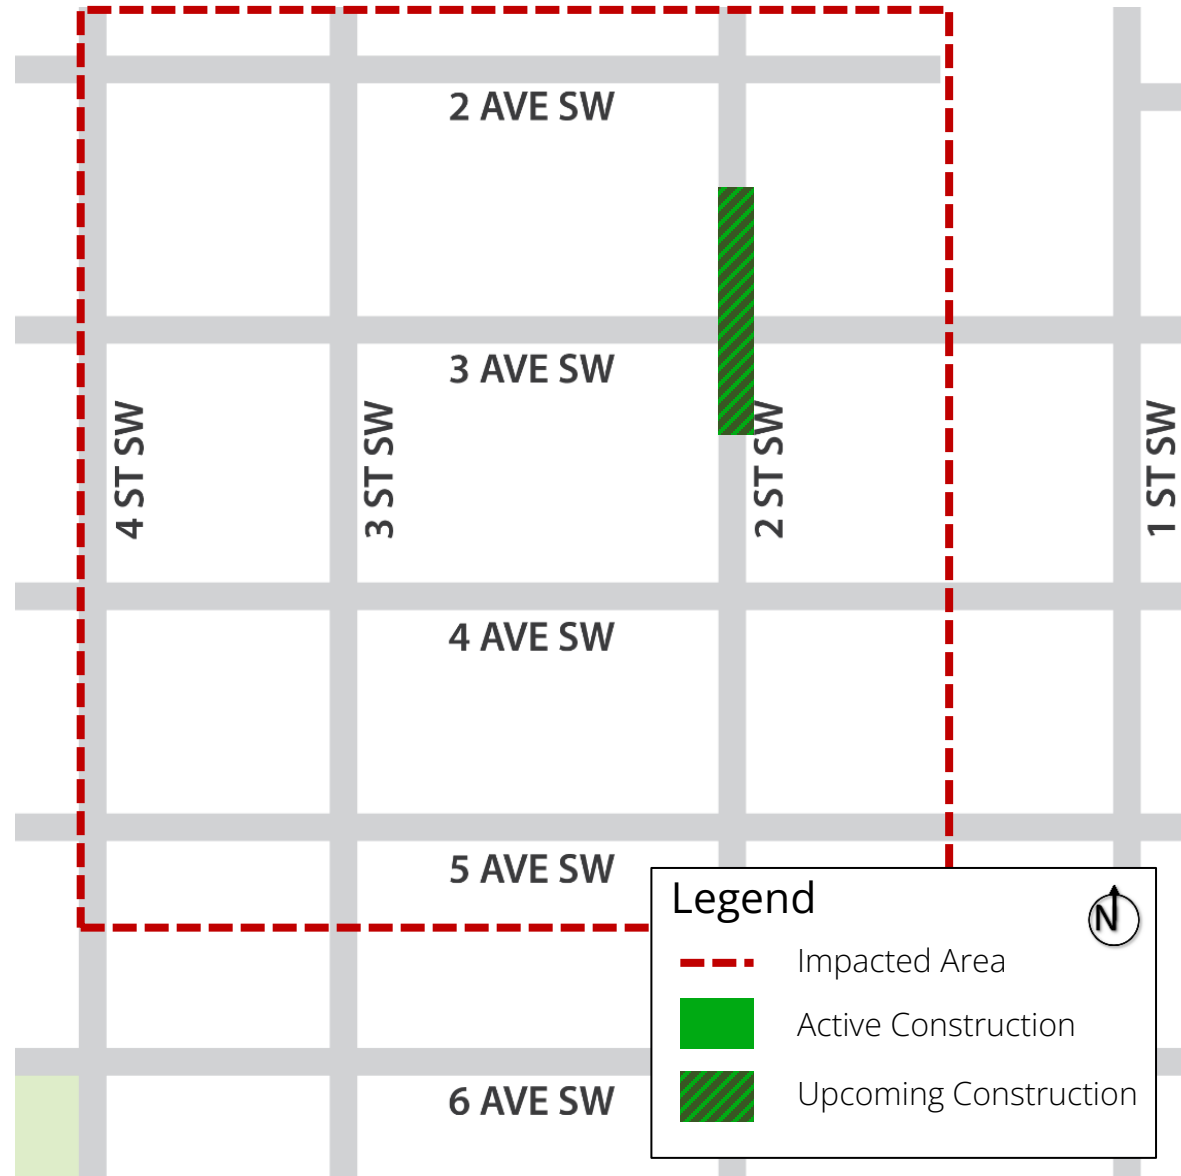 2 AVE SW
3 AVE SW
4 ST SW
3 ST SW
2 ST SW
1 ST SW
4 AVE SW
5 AVE SW
Legend
N
Impacted Area
Active Construction
Upcoming Construction
6 AVE SW